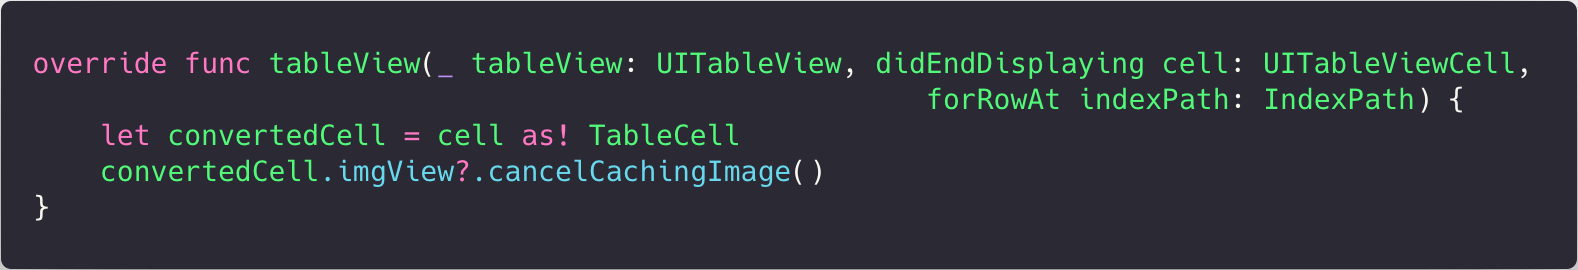 override func tableView(_ tableView: UITableView, didEndDisplaying cell: UITableViewCell,
                                                     forRowAt indexPath: IndexPath) {
    let convertedCell = cell as! TableCell
    convertedCell.imgView?.cancelCachingImage()
}